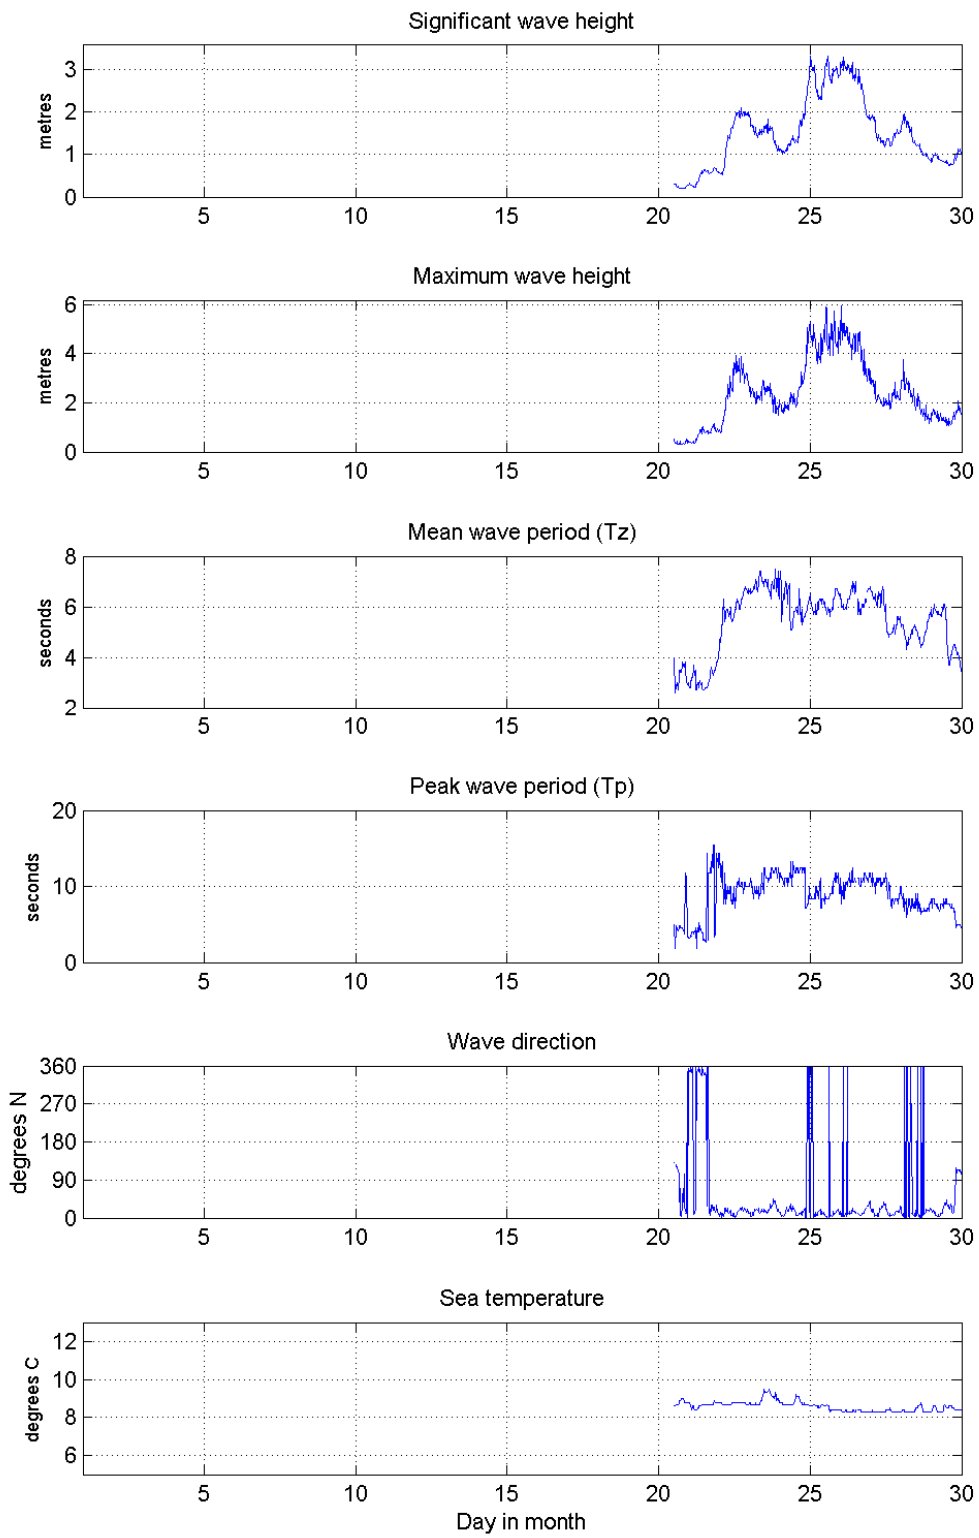 Significant wave height
3
2
1
0
metres
5 10 15 20 25 30
Maximum wave height
6
4
2
0
metres
5 10 15 20 25 30
Mean wave period (Tz)
8
6
4
2
seconds
5 10 15 20 25 30
Peak wave period (Tp)
20
10
0
seconds
5 10 15 20 25 30
Wave direction
360
270
180
90
0
degrees N
5 10 15 20 25 30
Sea temperature
12
10
8
6
degrees C
5 10 15 20 25 30
Day in month